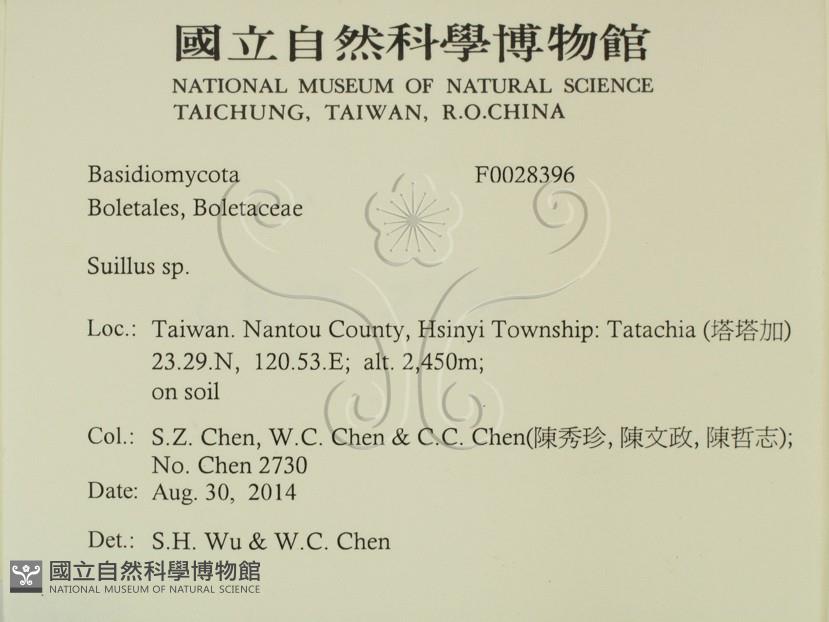 國立自然科學博物館
NATIONAL MUSEUM OF NATURAL SCIENCE
TAICHUNG, TAIWAN, R.O.CHINA
Basidiomycota F0028396
Boletales, Boletaceae
Suillus sp.
Loc.: Taiwan. Nantou County, Hsinyi Township: Tatachia (塔塔加)
23.29.N, 120.53.E; alt. 2,450m;
on soil
Col.: S.Z. Chen, W.C. Chen & C.C. Chen(陳秀珍, 陳文政, 陳哲志);
No. Chen 2730
Date: Aug. 30, 2014
Det.: S.H. Wu & W.C. Chen
國立自然科學博物館
NATIONAL MUSEUM OF NATURAL SCIENCE